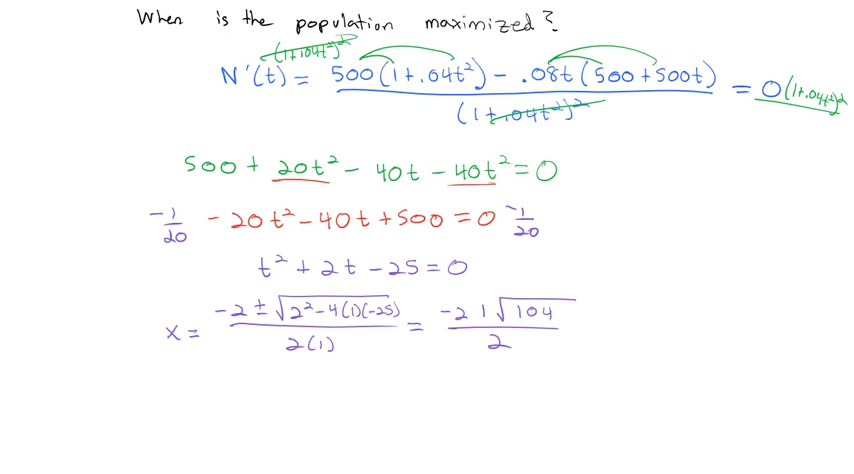 When is the population maximized?
(1+.04t²)²
N'(t) = 500(1+.04t²) - .08t(500+500t) / (1+.04t²)² = 0(1+.04t²)²
500 + 20t² - 40t - 40t² = 0
-1/20 - 20t² - 40t + 500 = 0 -1/20
t² + 2t - 25 = 0
x = -2 ± √2² - 4(1)(-25) / 2(1) = -2 1 √104 / 2